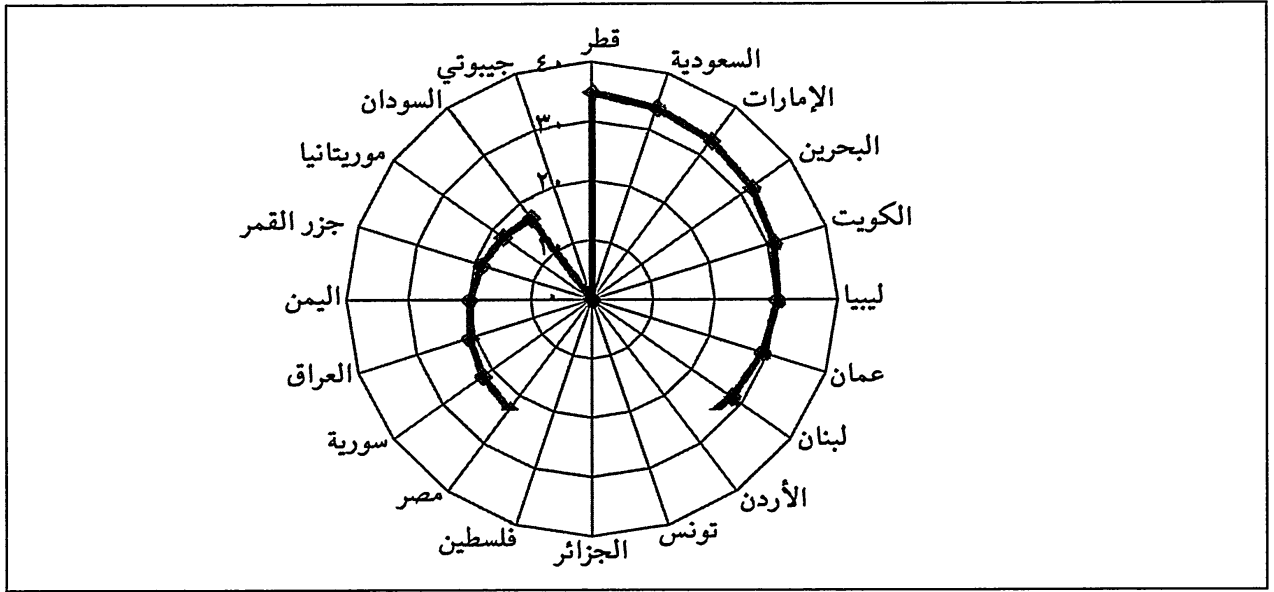 قطر
السعودية
الإمارات
البحرين
الكويت
ليبيا
عمان
لبنان
الأردن
تونس
الجزائر
فلسطين
مصر
سورية
العراق
اليمن
جزر القمر
موريتانيا
السودان
جيبوتي
٤٠
٣٠
٢٠
٠